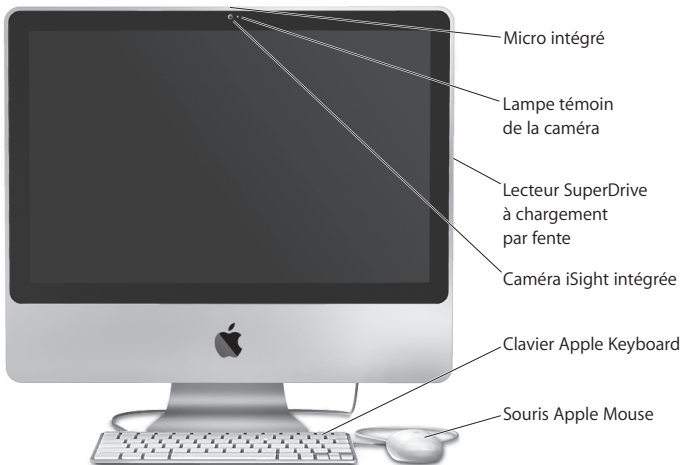 Micro intégré
Lampe témoin
de la caméra
Lecteur SuperDrive
à chargement
par fente
Caméra iSight intégrée
Clavier Apple Keyboard
Souris Apple Mouse